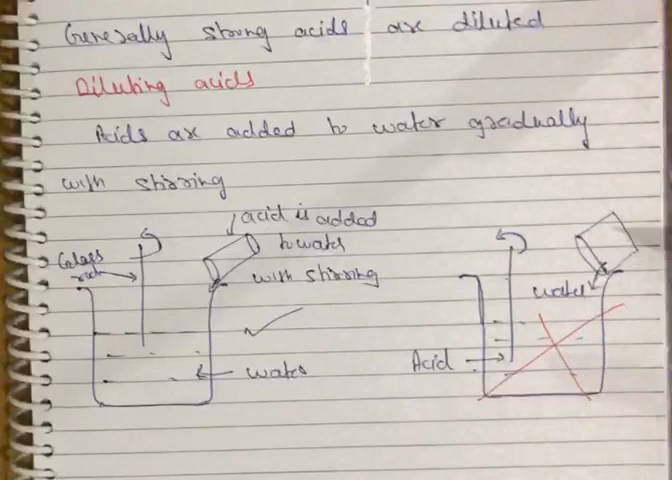 Generally strong acids are diluted
Diluting acids
Acids are added to water gradually
with stirring
acid is added
to water
with stirring
Glass
rod
water
water
Acid